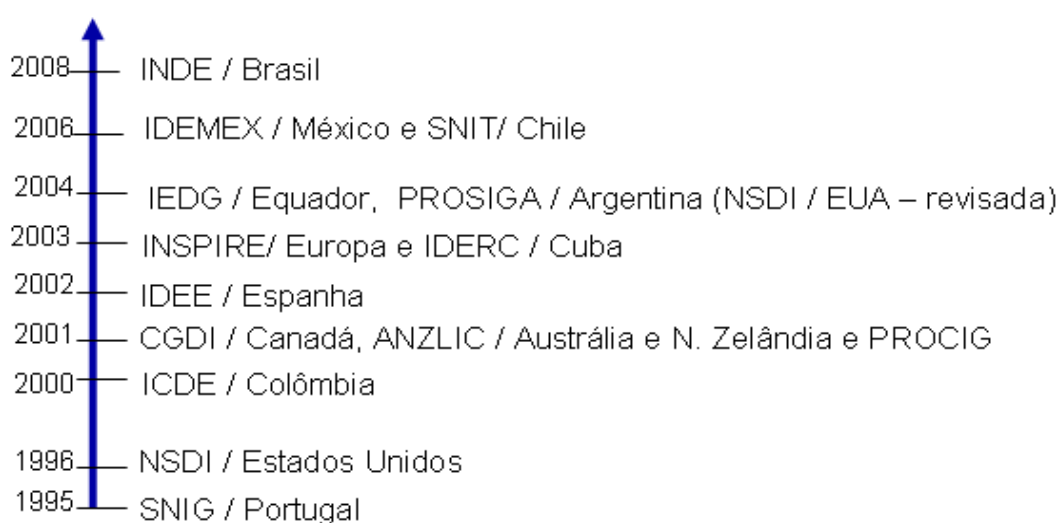 2008 INDE / Brasil
2006 IDEMEX / México e SNIT/ Chile
2004 IEDG / Equador, PROSIGA / Argentina (NSDI / EUA – revisada)
2003 INSPIRE/ Europa e IDERC / Cuba
2002 IDEE / Espanha
2001 CGDI / Canadá, ANZLIC / Austrália e N. Zelândia e PROCIG
2000 ICDE / Colômbia
1996 NSDI / Estados Unidos
1995 SNIG / Portugal